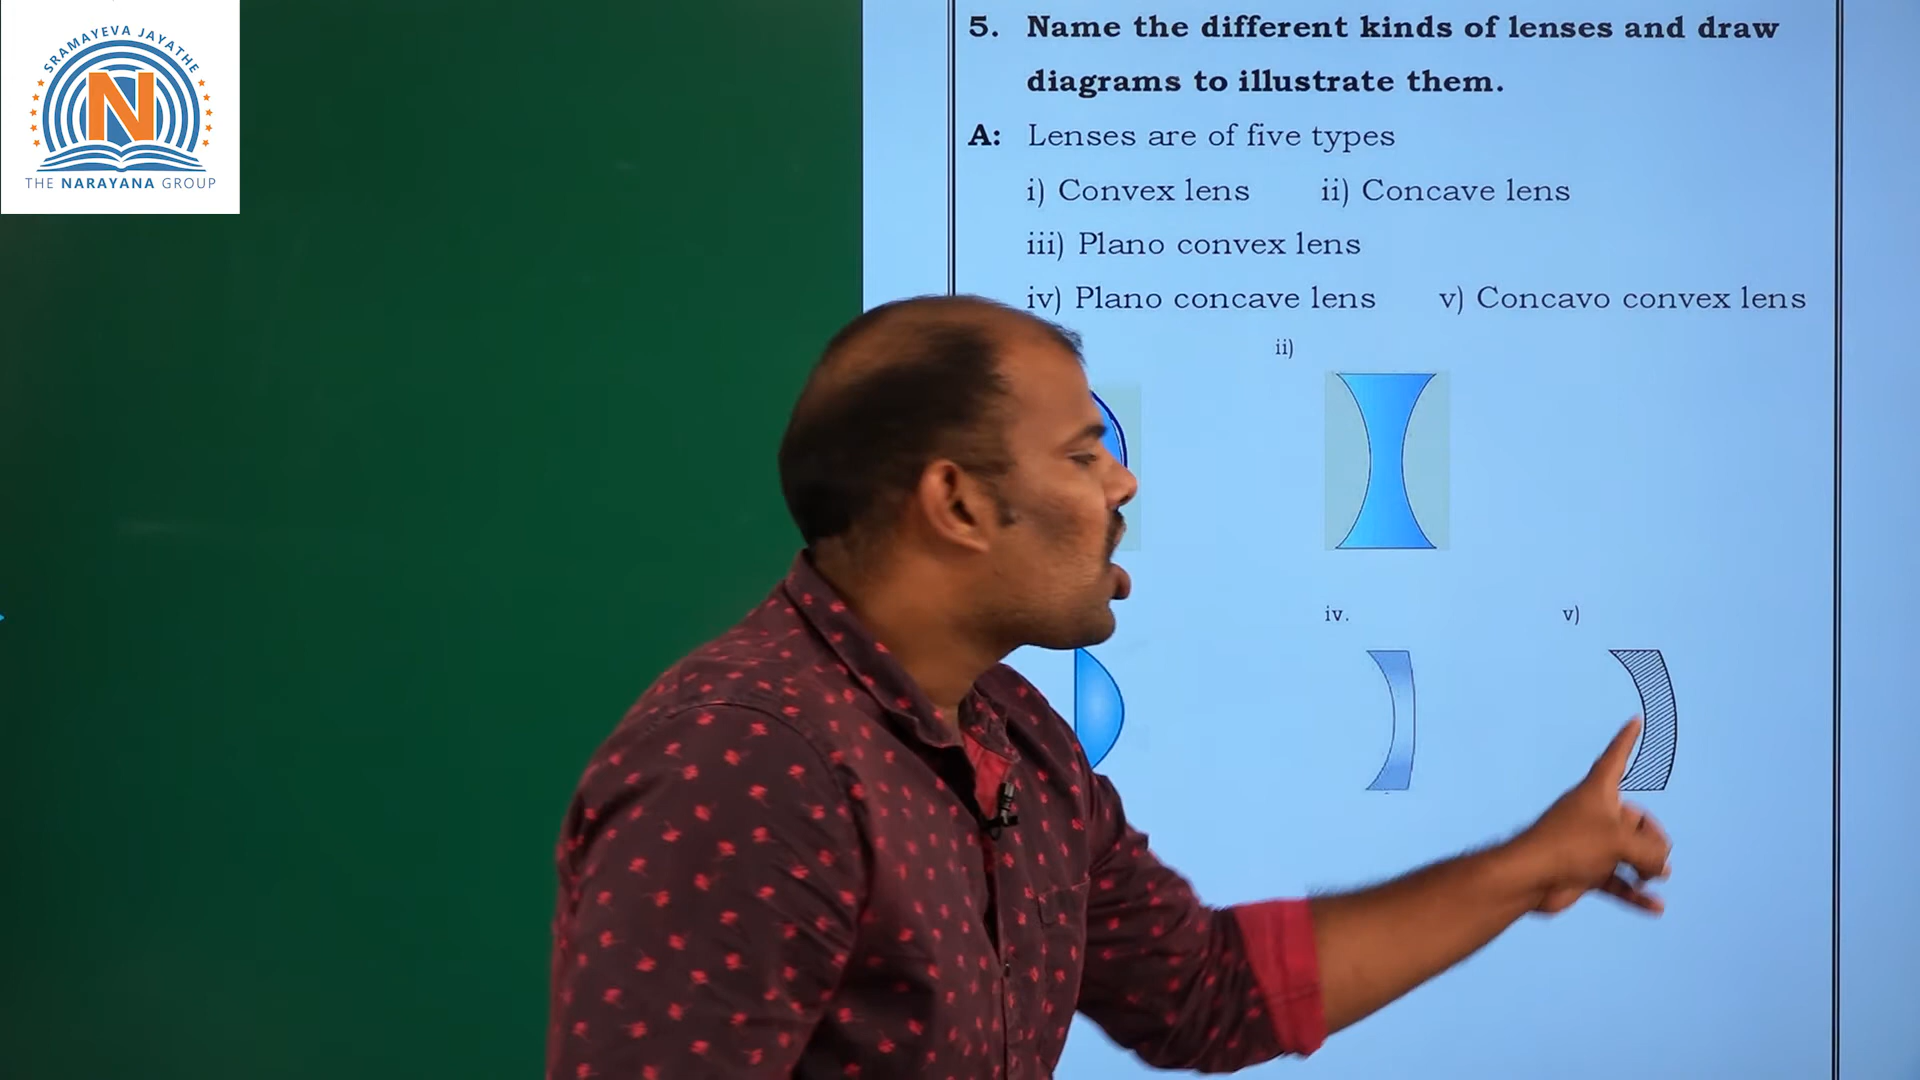 SRAMAYEVA JAYATHE
N
THE NARAYANA GROUP
5. Name the different kinds of lenses and draw
diagrams to illustrate them.
A: Lenses are of five types
i) Convex lens ii) Concave lens
iii) Plano convex lens
iv) Plano concave lens v) Concavo convex lens
ii)
iv. v)